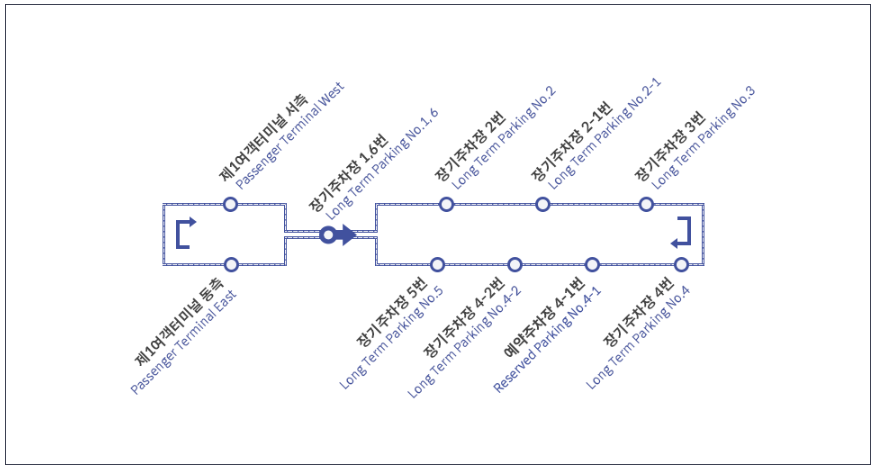 제1여객터미널 서측
Passenger Terminal West
장기주차장 1,6번
Long Term Parking No.1, 6
장기주차장 2번
Long Term Parking No.2
장기주차장 2-1번
Long Term Parking No.2-1
장기주차장 3번
Long Term Parking No.3
제1여객터미널 동측
Passenger Terminal East
장기주차장 5번
Long Term Parking No.5
장기주차장 4-2번
Long Term Parking No.4-2
예약주차장 4-1번
Reserved Parking No.4-1
장기주차장 4번
Long Term Parking No.4